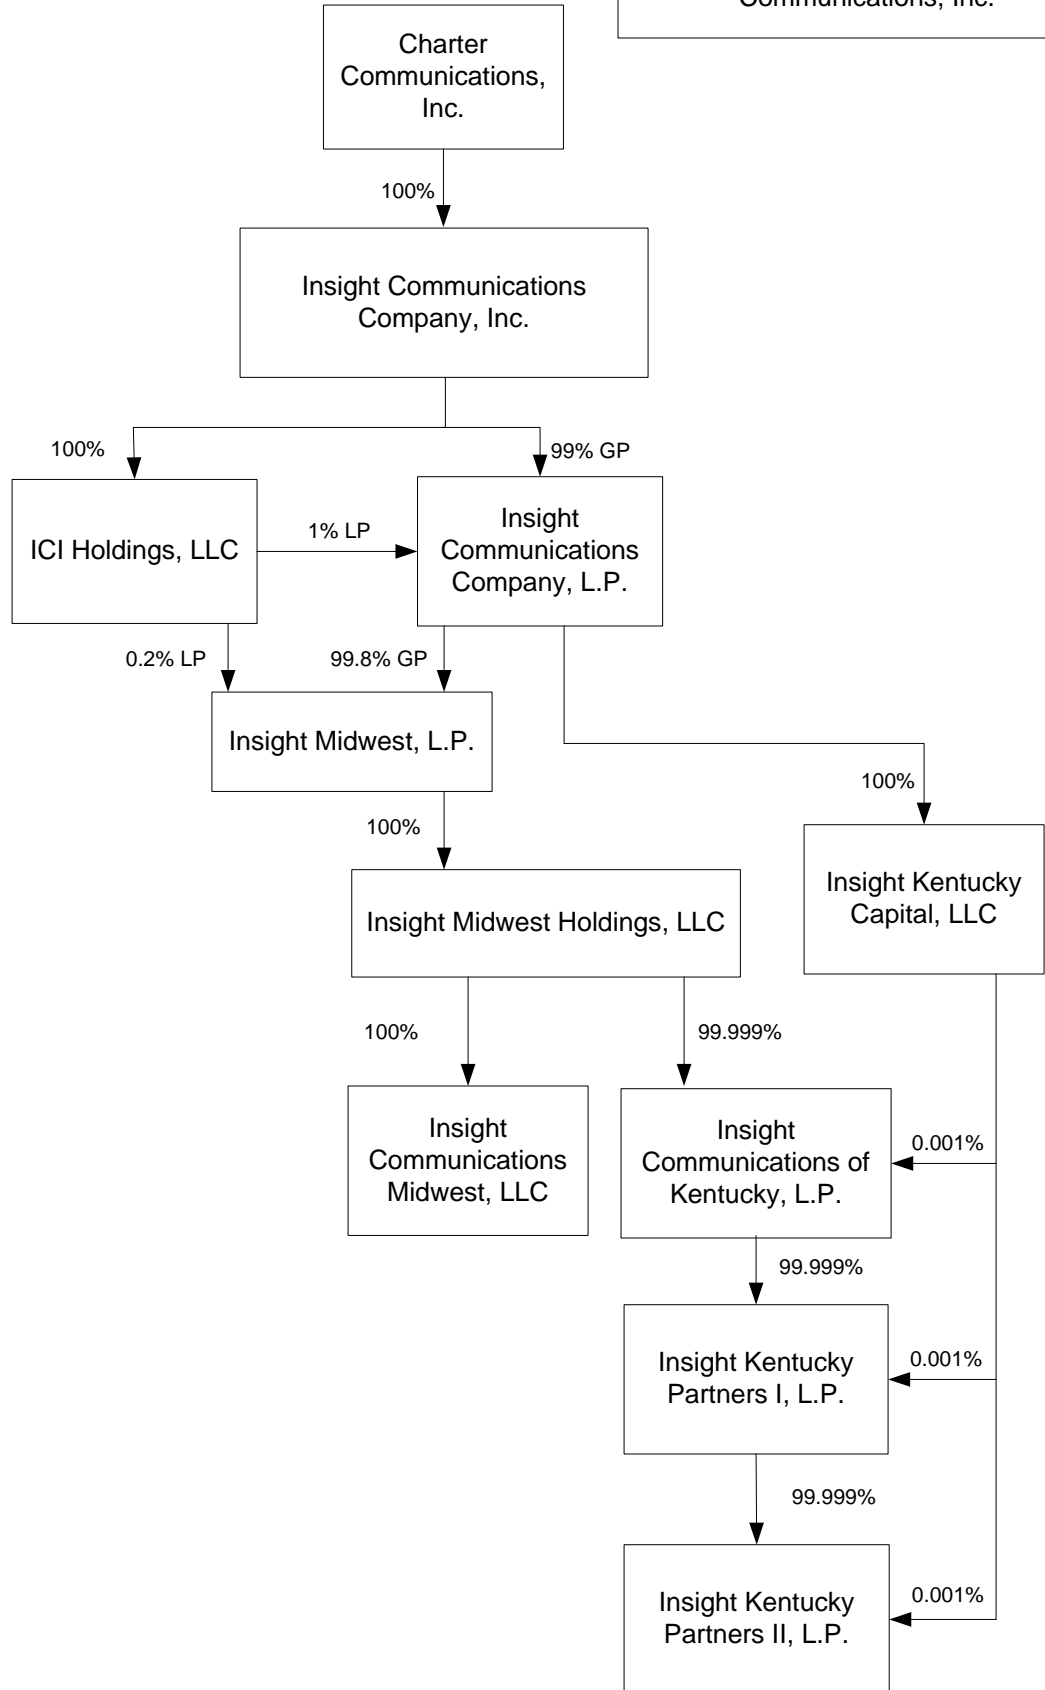 Communications, Inc.
Charter
Communications,
Inc.
100%
Insight Communications
Company, Inc.
100%
99% GP
ICI Holdings, LLC
1% LP
Insight
Communications
Company, L.P.
0.2% LP
99.8% GP
Insight Midwest, L.P.
100%
100%
Insight Midwest Holdings, LLC
Insight Kentucky
Capital, LLC
100%
99.999%
Insight
Communications
Midwest, LLC
Insight
Communications of
Kentucky, L.P.
0.001%
99.999%
Insight Kentucky
Partners I, L.P.
0.001%
99.999%
Insight Kentucky
Partners II, L.P.
0.001%